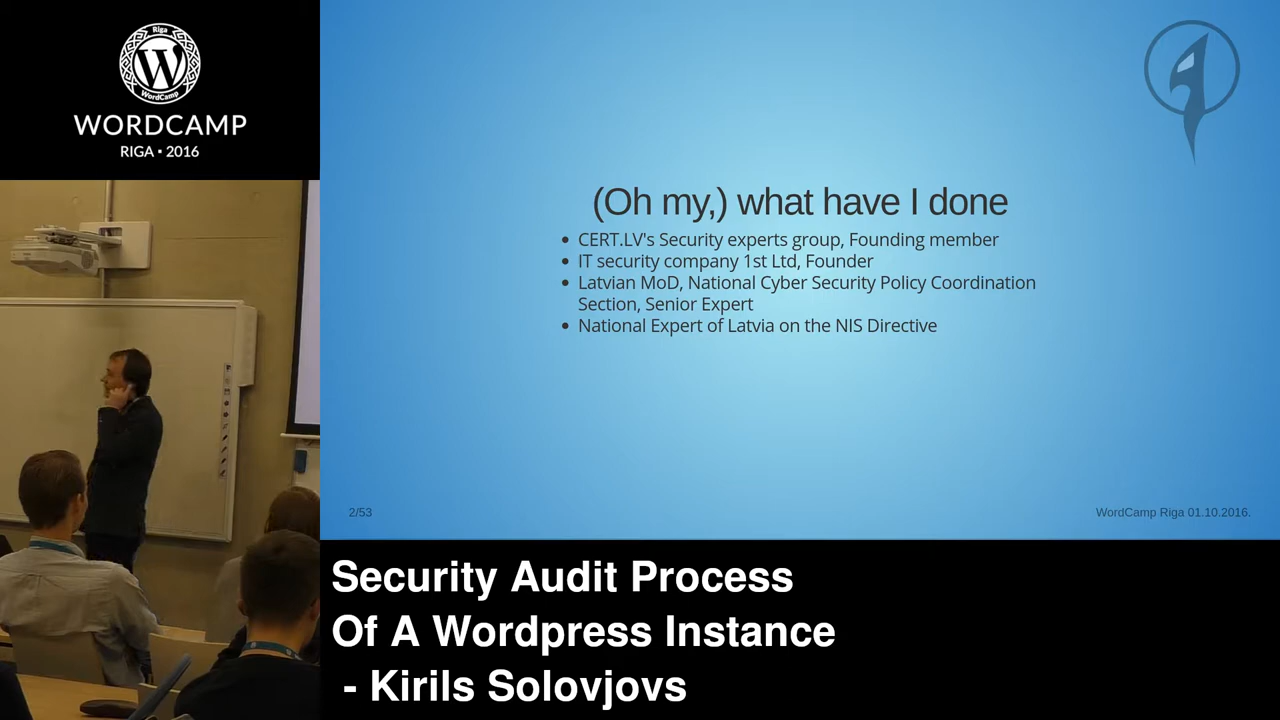 Riga
WordCamp
WORDCAMP
RIGA • 2016
(Oh my,) what have I done
• CERT.LV's Security experts group, Founding member
• IT security company 1st Ltd, Founder
• Latvian MoD, National Cyber Security Policy Coordination
Section, Senior Expert
• National Expert of Latvia on the NIS Directive
2/53
WordCamp Riga 01.10.2016.
Security Audit Process
Of A Wordpress Instance
- Kirils Solovjovs